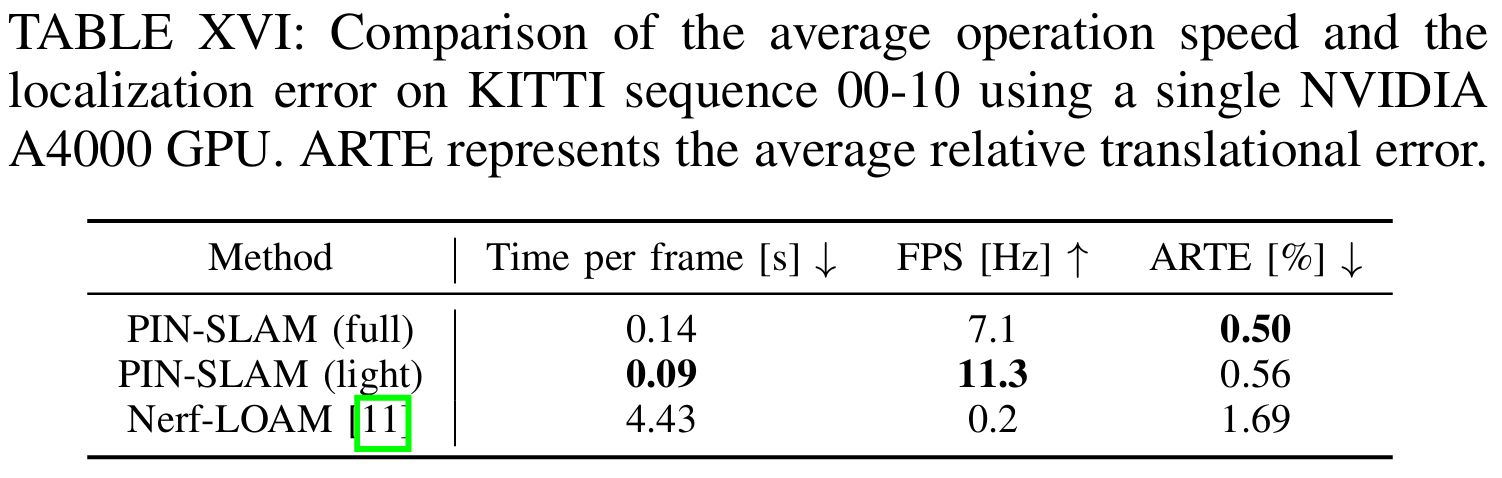 TABLE XVI: Comparison of the average operation speed and the
localization error on KITTI sequence 00-10 using a single NVIDIA
A4000 GPU. ARTE represents the average relative translational error.
Method Time per frame [s] ↓ FPS [Hz] ↑ ARTE [%] ↓
PIN-SLAM (full) 0.14 7.1 0.50
PIN-SLAM (light) 0.09 11.3 0.56
Nerf-LOAM [11] 4.43 0.2 1.69